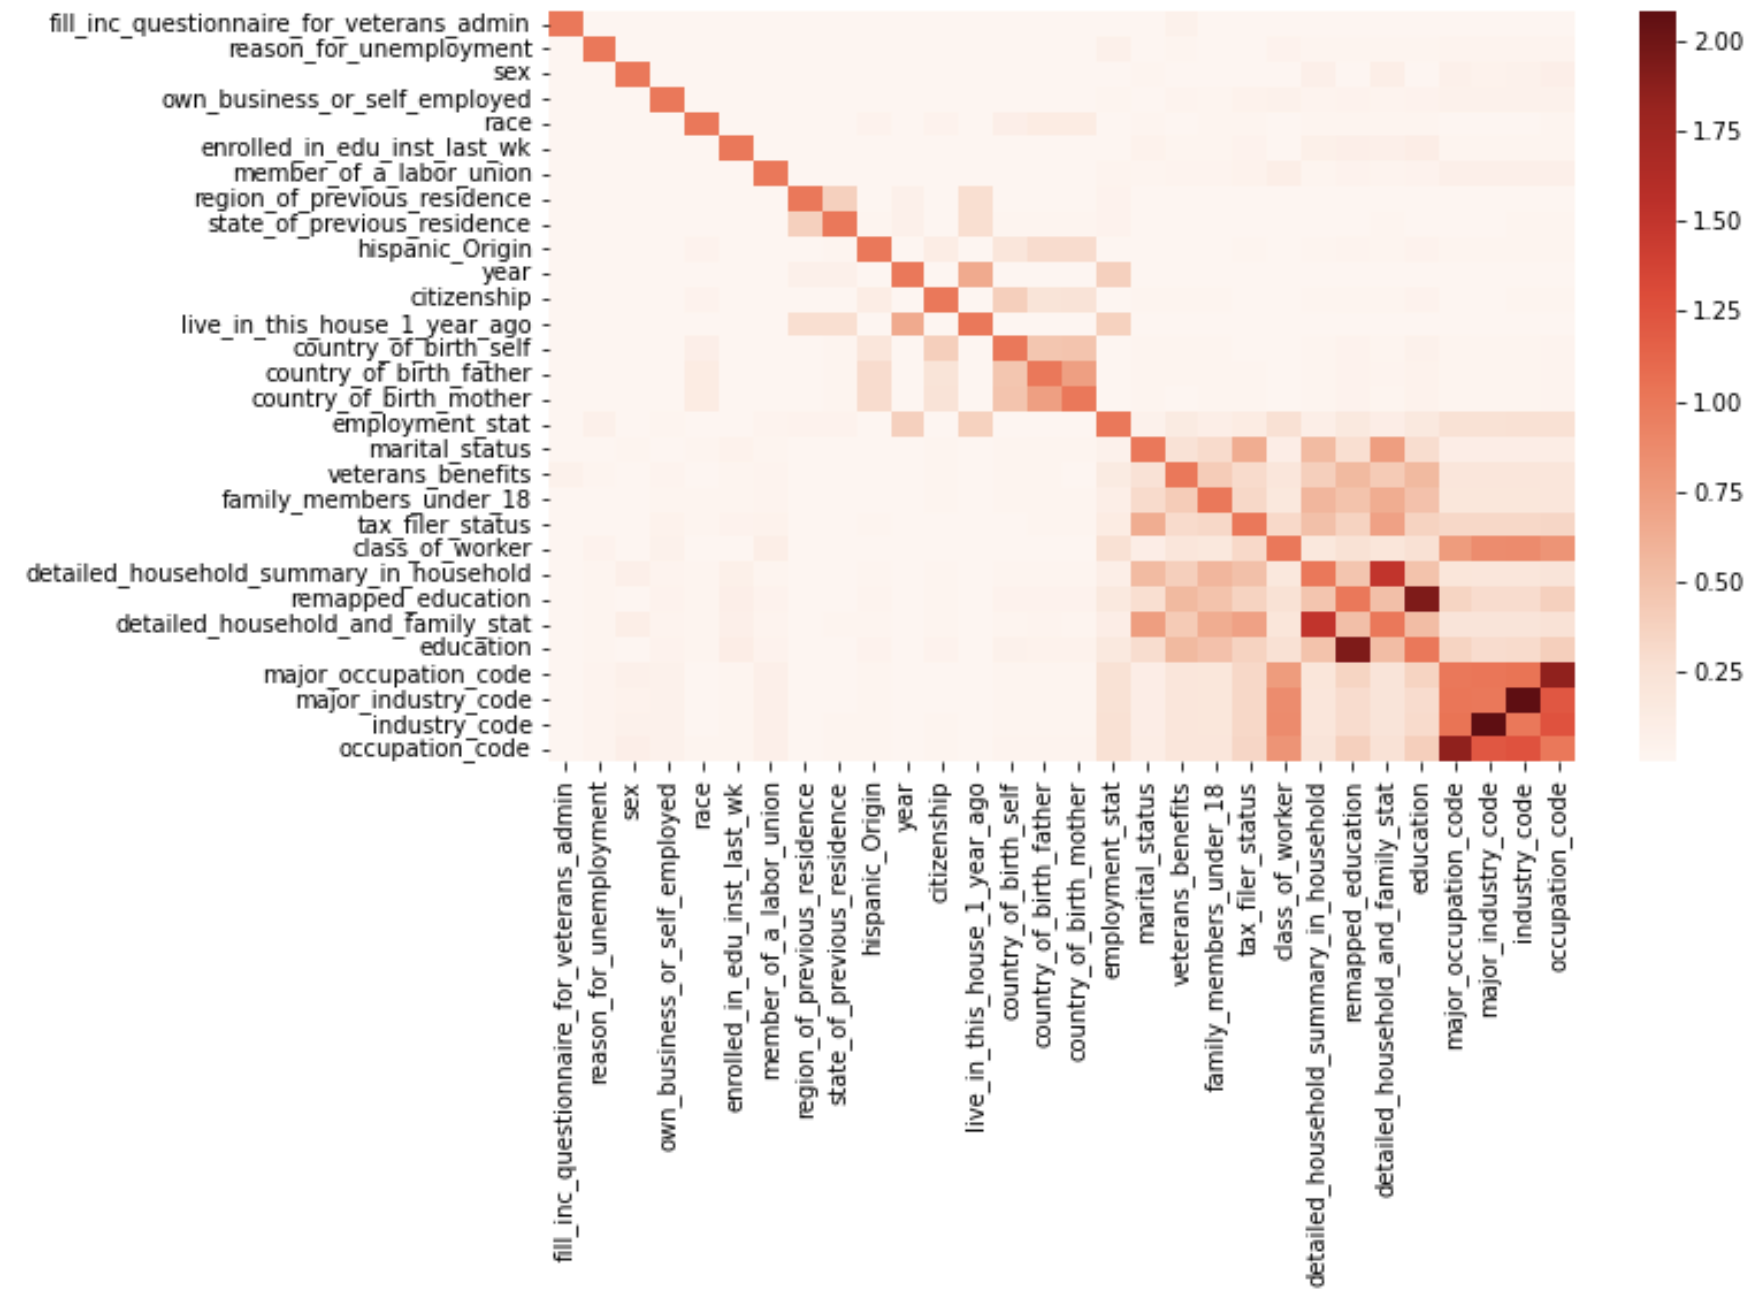 fill_inc_questionnaire_for_veterans_admin
reason_for_unemployment
sex
own_business_or_self_employed
race
enrolled_in_edu_inst_last_wk
member_of_a_labor_union
region_of_previous_residence
state_of_previous_residence
hispanic_Origin
year
citizenship
live_in_this_house_1_year_ago
country_of_birth_self
country_of_birth_father
country_of_birth_mother
employment_stat
marital_status
veterans_benefits
family_members_under_18
tax_filer_status
class_of_worker
detailed_household_summary_in_household
remapped_education
detailed_household_and_family_stat
education
major_occupation_code
major_industry_code
industry_code
occupation_code
fill_inc_questionnaire_for_veterans_admin
reason_for_unemployment
sex
own_business_or_self_employed
race
enrolled_in_edu_inst_last_wk
member_of_a_labor_union
region_of_previous_residence
state_of_previous_residence
hispanic_Origin
year
citizenship
live_in_this_house_1_year_ago
country_of_birth_self
country_of_birth_father
country_of_birth_mother
employment_stat
marital_status
veterans_benefits
family_members_under_18
tax_filer_status
class_of_worker
detailed_household_summary_in_household
remapped_education
detailed_household_and_family_stat
education
major_occupation_code
major_industry_code
industry_code
occupation_code
2.00
1.75
1.50
1.25
1.00
0.75
0.50
0.25